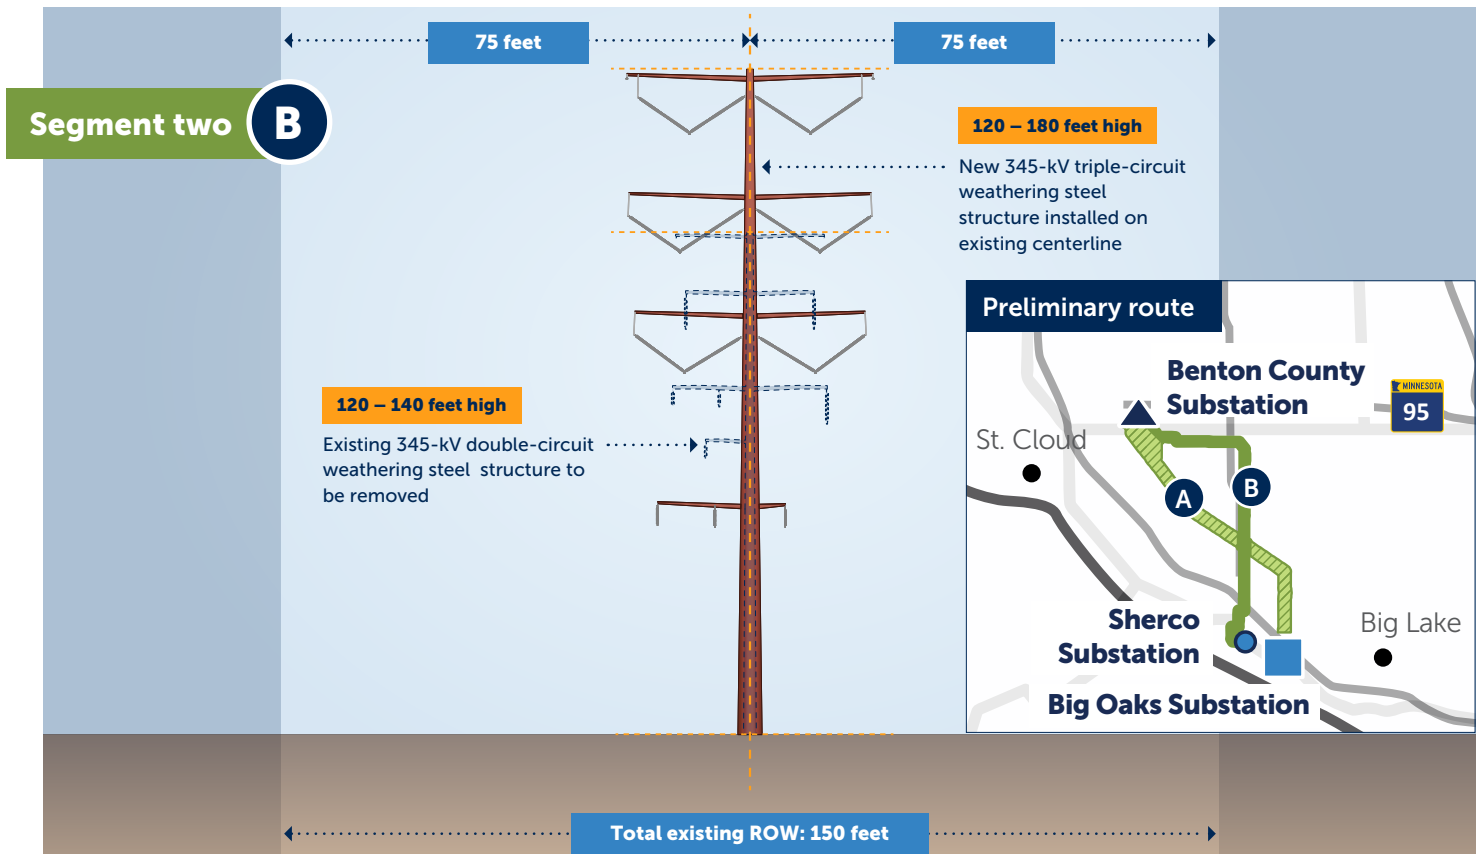 75 feet
75 feet
Segment two
B
120 – 180 feet high
New 345-kV triple-circuit
weathering steel
structure installed on
existing centerline
120 – 140 feet high
Existing 345-kV double-circuit
weathering steel structure to
be removed
Preliminary route
Benton County
Substation
MINNESOTA
95
St. Cloud
A
B
Sherco
Substation
Big Lake
Big Oaks Substation
Total existing ROW: 150 feet